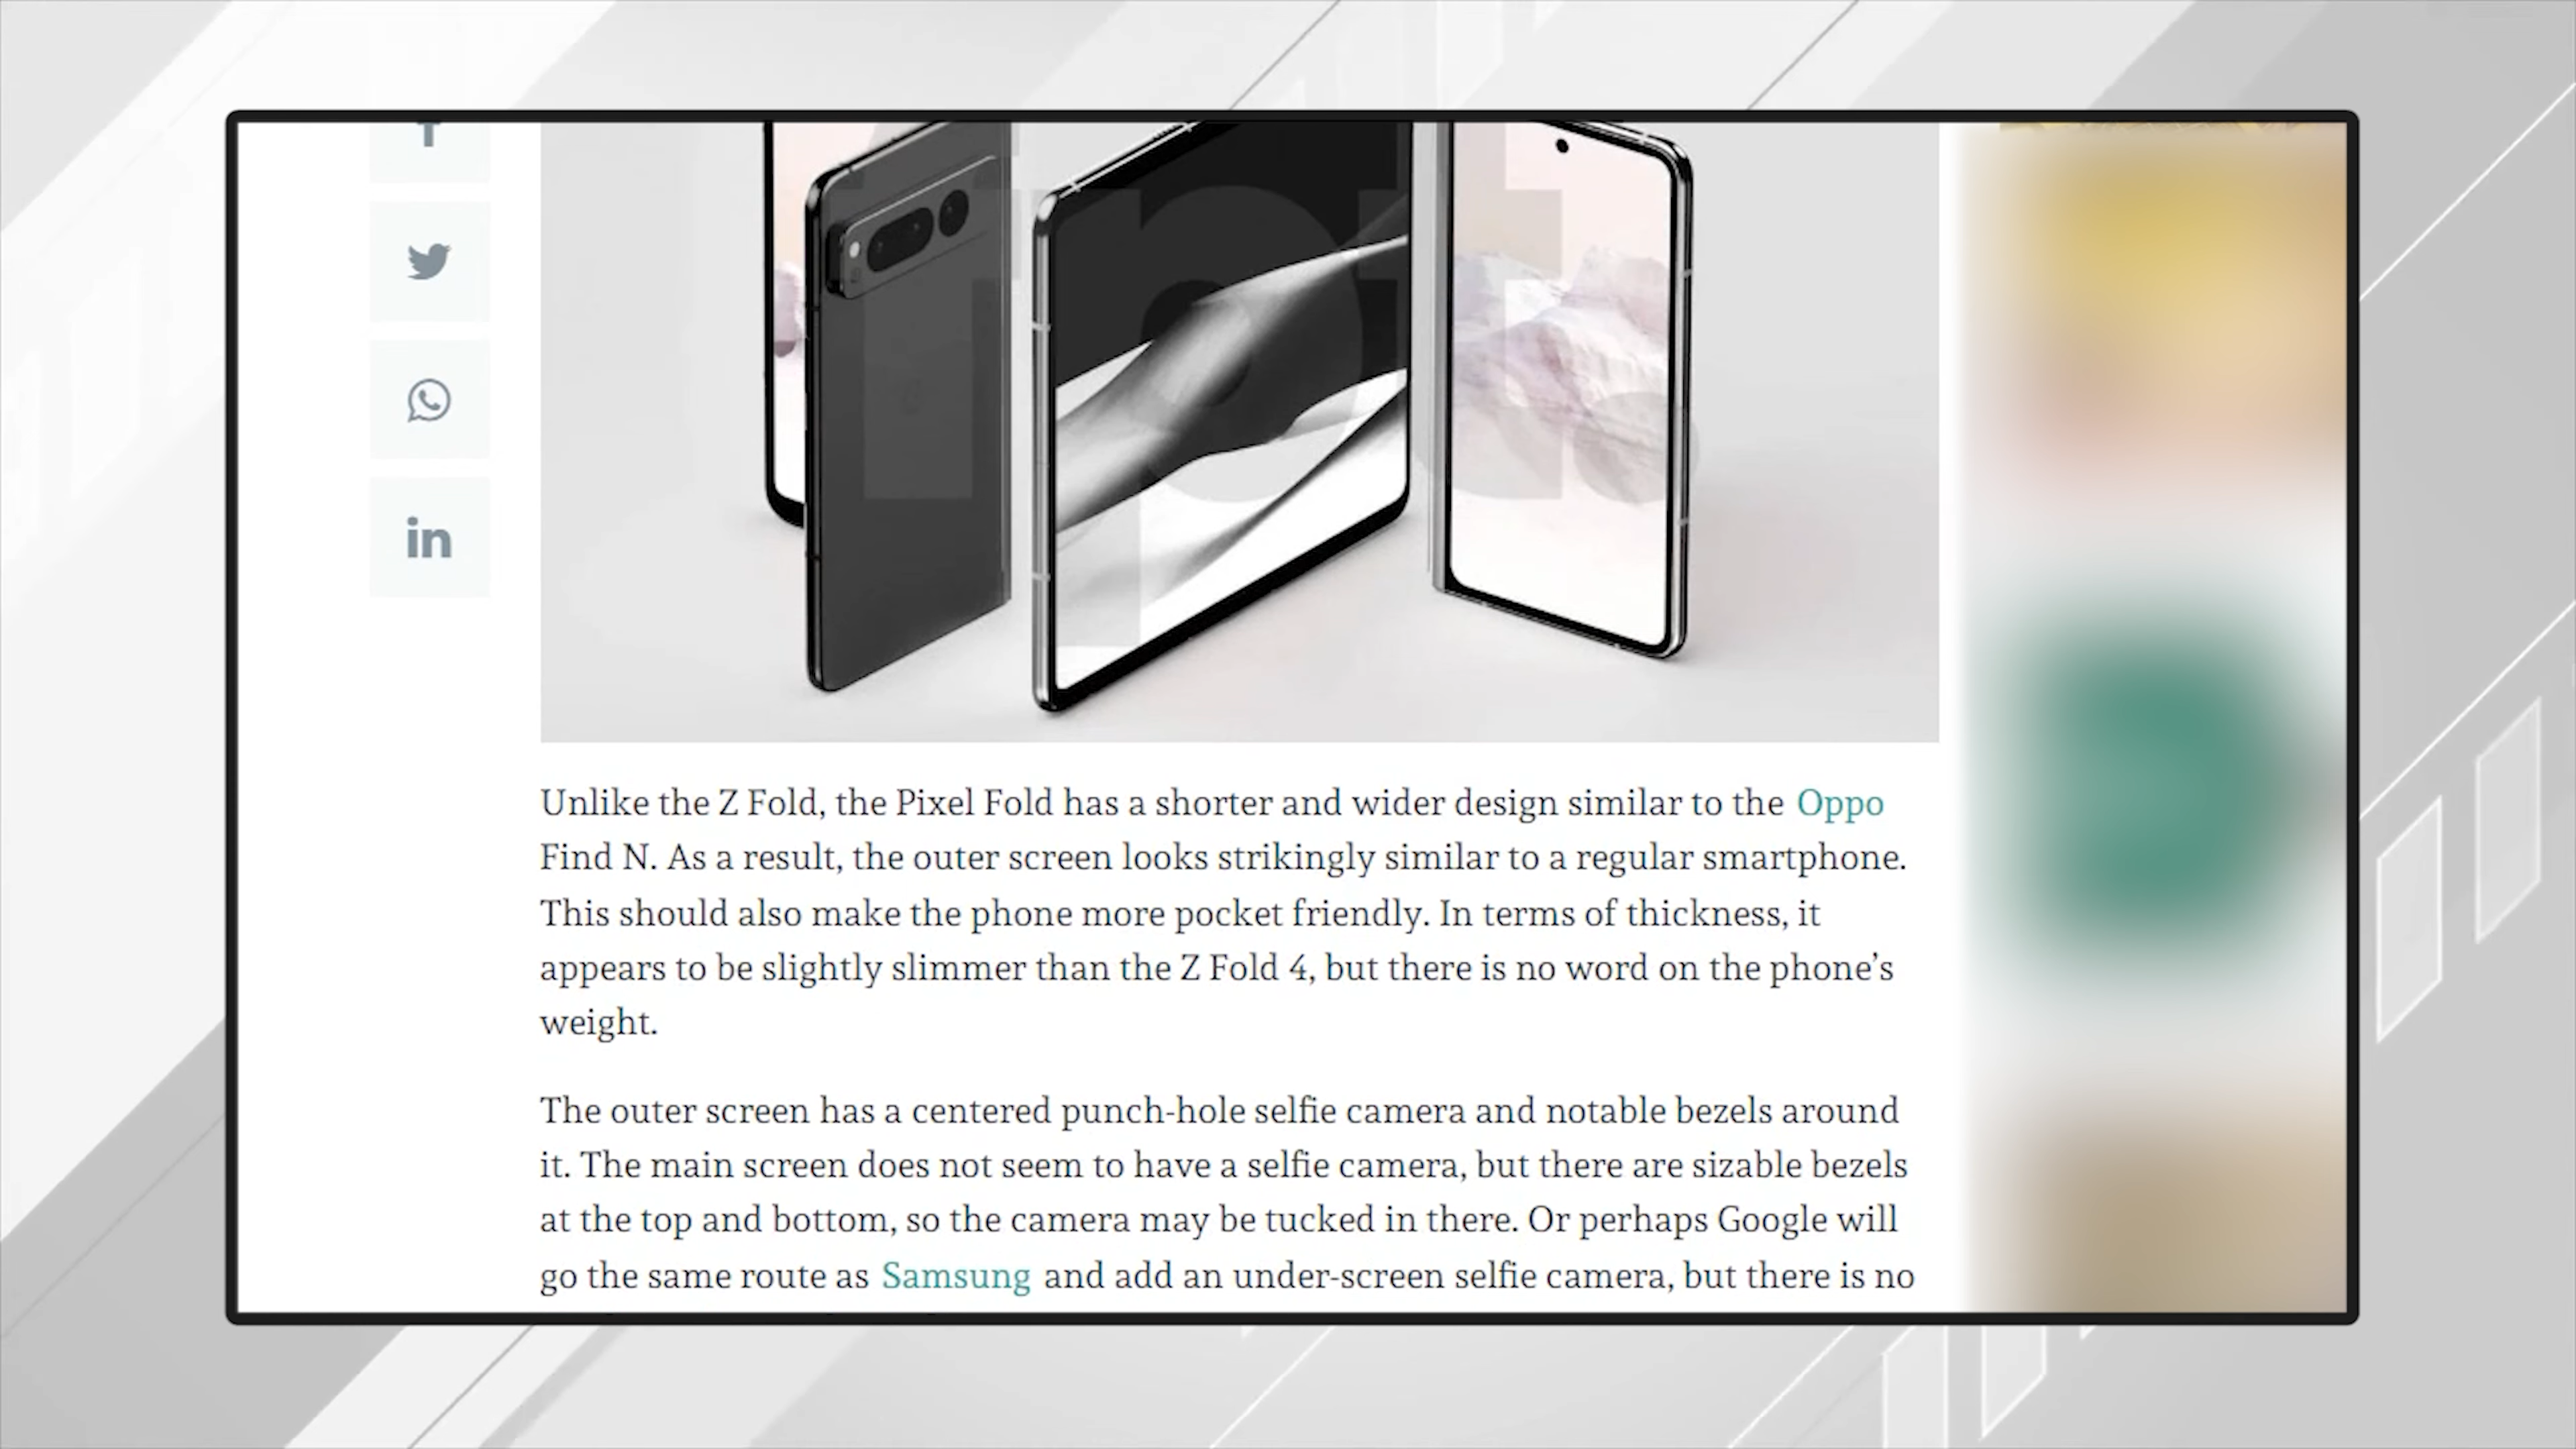 in
Unlike the Z Fold, the Pixel Fold has a shorter and wider design similar to the Oppo
Find N. As a result, the outer screen looks strikingly similar to a regular smartphone.
This should also make the phone more pocket friendly. In terms of thickness, it
appears to be slightly slimmer than the Z Fold 4, but there is no word on the phone’s
weight.
The outer screen has a centered punch-hole selfie camera and notable bezels around
it. The main screen does not seem to have a selfie camera, but there are sizable bezels
at the top and bottom, so the camera may be tucked in there. Or perhaps Google will
go the same route as Samsung and add an under-screen selfie camera, but there is no